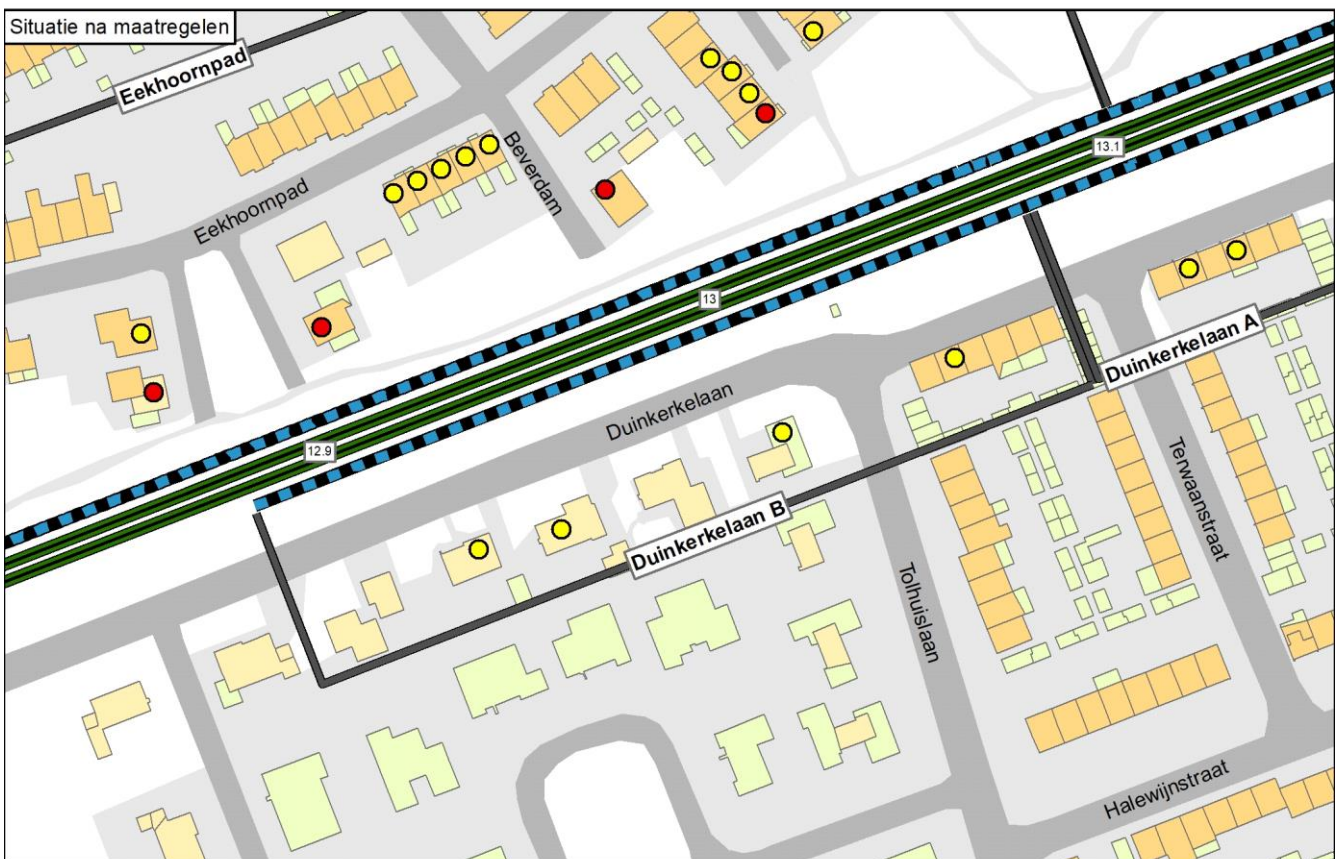 Situatie na maatregelen
Eekhoornpad
Beverdam
13.1
Eekhoornpad
13
Duinkerkelaan A
Duinkerkelaan
12.9
Terwaanstraat
Duinkerkelaan B
Tolhuislaan
Halewijnstraat